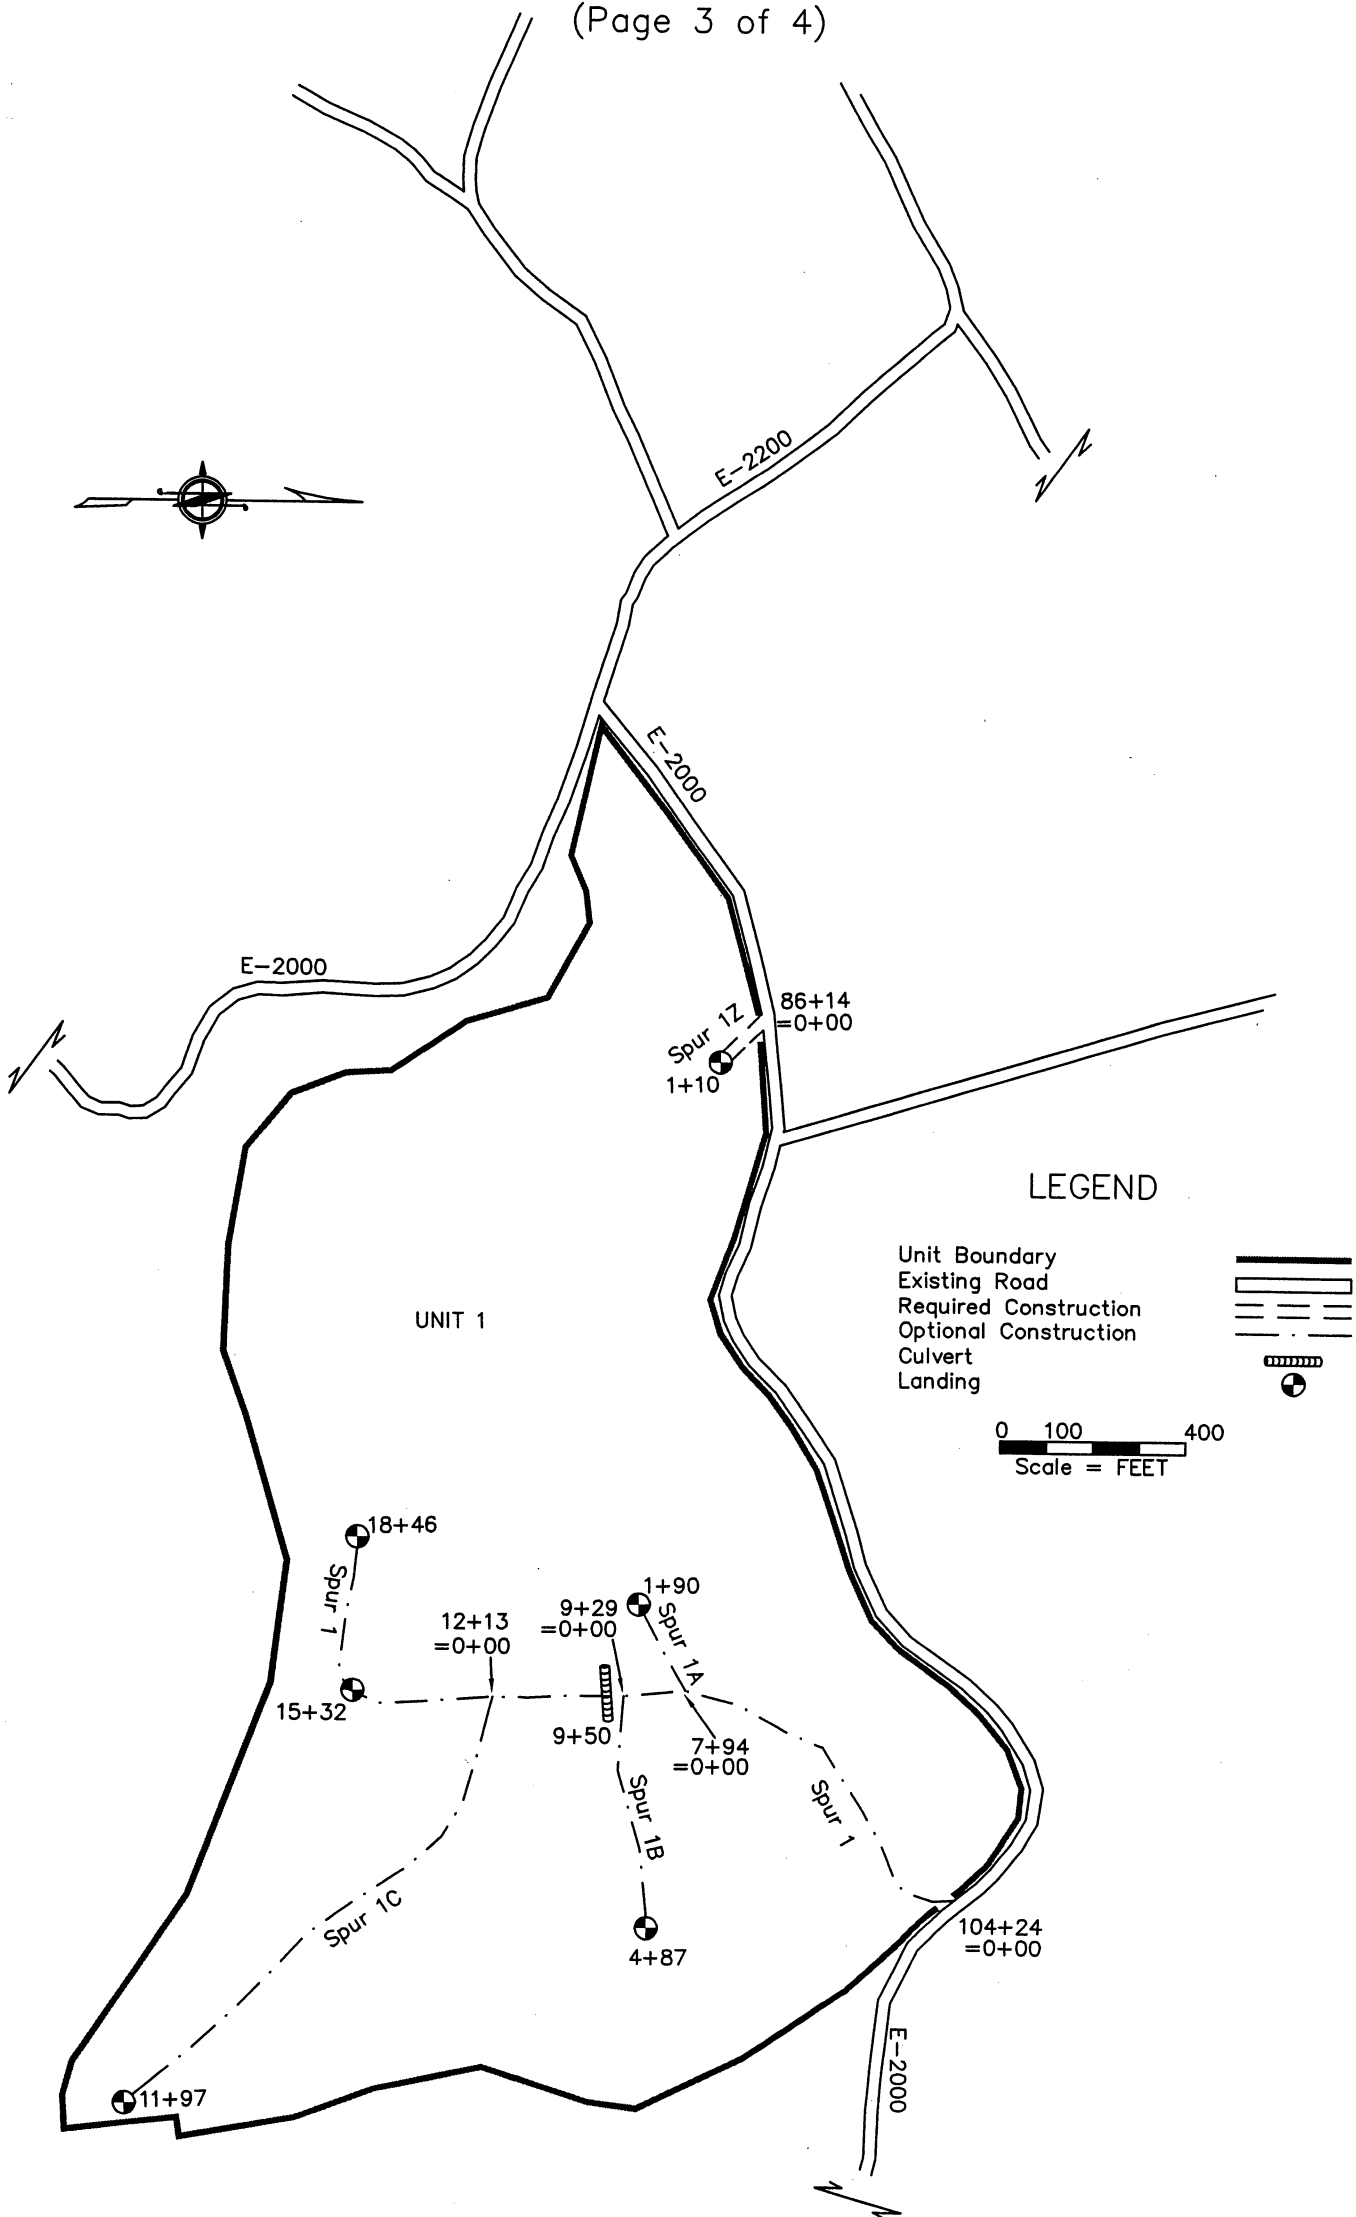 (Page 3 of 4)
E-2200
E-2000
E-2000
86+14
=0+00
Spur 1Z
1+10
LEGEND
Unit Boundary
Existing Road
Required Construction
Optional Construction
Culvert
Landing
0 100 400
Scale = FEET
UNIT 1
18+46
Spur 1
1+90
9+29
=0+00
12+13
=0+00
Spur 1A
15+32
9+50
7+94
=0+00
Spur 1B
Spur 1
Spur 1C
104+24
=0+00
4+87
E-2000
11+97